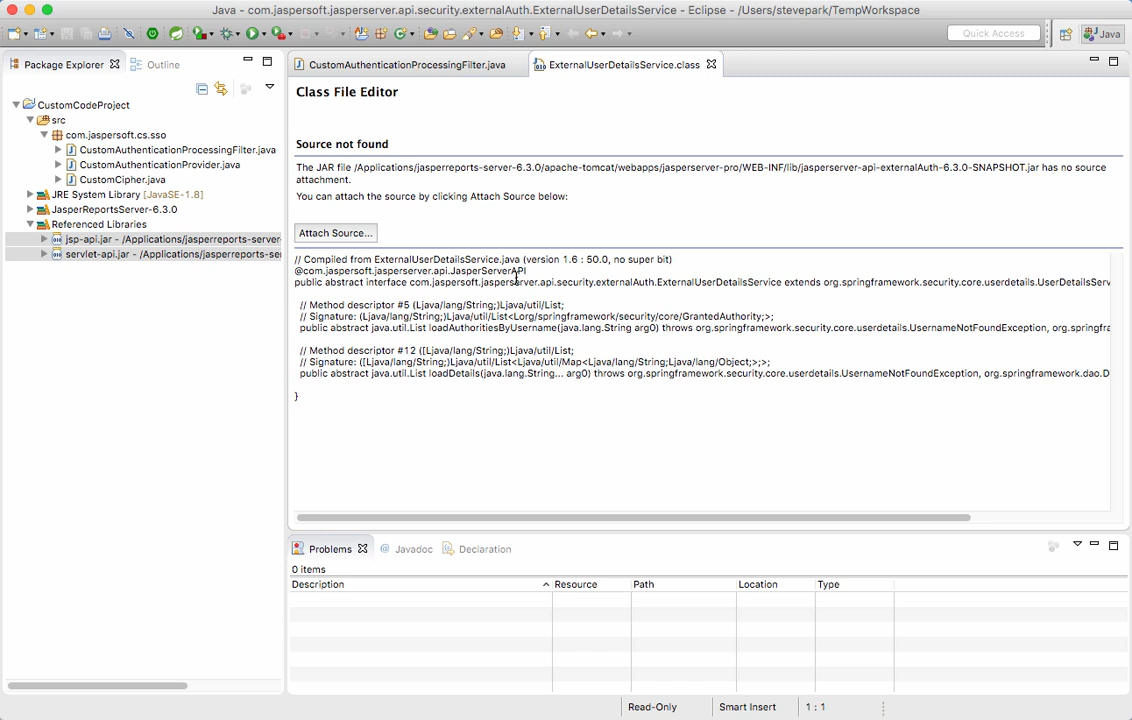 Java - com.jaspersoft.jasperserver.api.security.externalAuth.ExternalUserDetailsService - Eclipse - /Users/stevepark/TempWorkspace
Quick Access
Java
Package Explorer
Outline
CustomAuthenticationProcessingFilter.java
ExternalUserDetailsService.class
CustomCodeProject
src
com.jaspersoft.cs.sso
CustomAuthenticationProcessingFilter.java
CustomAuthenticationProvider.java
CustomCipher.java
JRE System Library [JavaSE-1.8]
JasperReportsServer-6.3.0
Referenced Libraries
jsp-api.jar - /Applications/jasperreports-server-
servlet-api.jar - /Applications/jasperreports-se
Class File Editor
Source not found
The JAR file /Applications/jasperreports-server-6.3.0/apache-tomcat/webapps/jasperserver-pro/WEB-INF/lib/jasperserver-api-externalAuth-6.3.0-SNAPSHOT.jar has no source
attachment.
You can attach the source by clicking Attach Source below:
Attach Source...
// Compiled from ExternalUserDetailsService.java (version 1.6 : 50.0, no super bit)
@com.jaspersoft.jasperserver.api.JasperServerAPI
public abstract interface com.jaspersoft.jasperserver.api.security.externalAuth.ExternalUserDetailsService extends org.springframework.security.core.userdetails.UserDetailsServ
// Method descriptor #5 (Ljava/lang/String;)Ljava/util/List;
// Signature: (Ljava/lang/String;)Ljava/util/List<Lorg/springframework/security/core/GrantedAuthority;>;
public abstract java.util.List loadAuthoritiesByUsername(java.lang.String arg0) throws org.springframework.security.core.userdetails.UsernameNotFoundException, org.springfra
// Method descriptor #12 ([Ljava/lang/String;)Ljava/util/List;
// Signature: ([Ljava/lang/String;)Ljava/util/List<Ljava/util/Map<Ljava/lang/String;Ljava/lang/Object;>;>;
public abstract java.util.List loadDetails(java.lang.String... arg0) throws org.springframework.security.core.userdetails.UsernameNotFoundException, org.springframework.dao.D
}
Problems
Javadoc
Declaration
0 items
Description
Resource
Path
Location
Type
Read-Only
Smart Insert
1 : 1